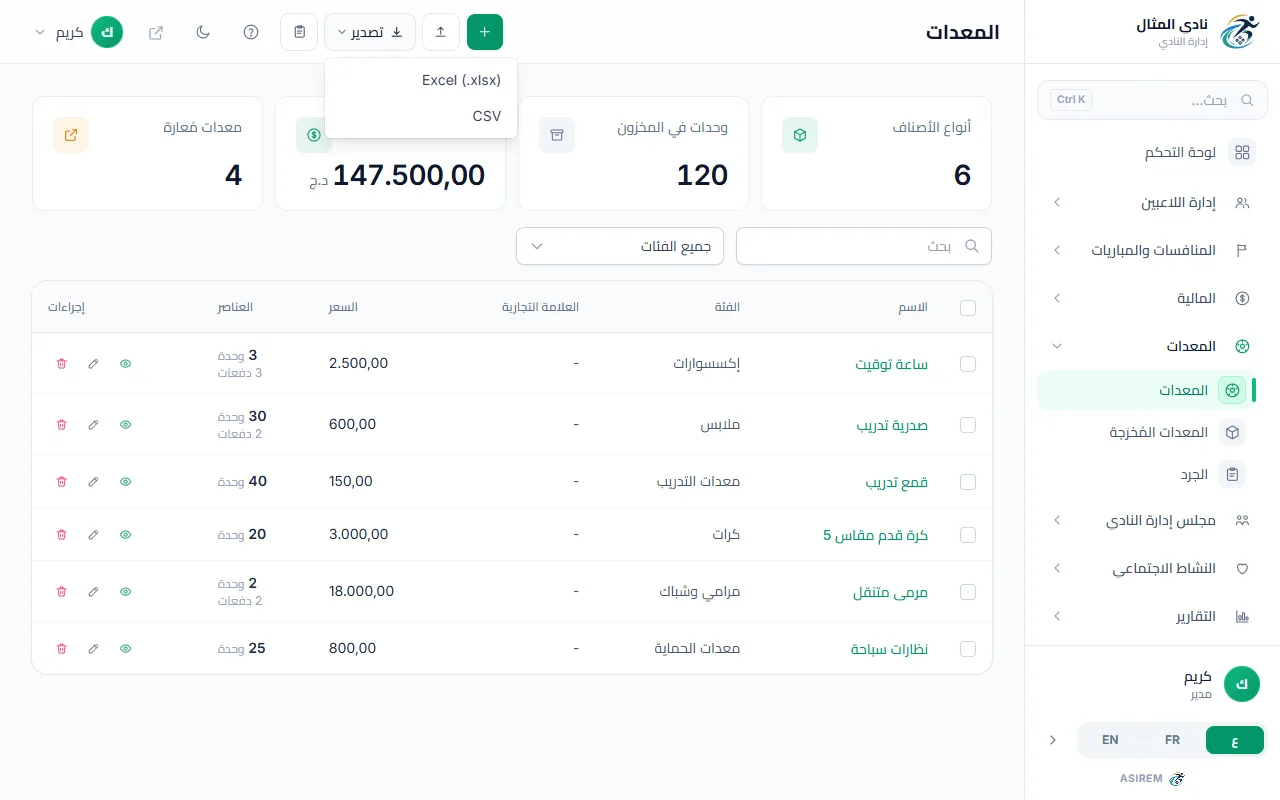 نادي المثال
إدارة النادي
بحث...
Ctrl K
لوحة التحكم
إدارة اللاعبين
المنافسات والمباريات
المالية
المعدات
المعدات
المعدات المُخرجة
الجرد
مجلس إدارة النادي
النشاط الاجتماعي
التقارير
ك
كريم
مدير
ع
FR
EN
ASIREM
المعدات
تصدير
ك
كريم
Excel (.xlsx)
CSV
أنواع الأصناف
6
وحدات في المخزون
120
147.500,00 د.ج
معدات مُعارة
4
بحث
جميع الفئات
الاسم
الفئة
العلامة التجارية
السعر
العناصر
إجراءات
ساعة توقيت
إكسسوارات
-
2.500,00
3 وحدة
3 دفعات
صدرية تدريب
ملابس
-
600,00
30 وحدة
2 دفعات
قمع تدريب
معدات التدريب
-
150,00
40 وحدة
كرة قدم مقاس 5
كرات
-
3.000,00
20 وحدة
مرمى متنقل
مرامي وشباك
-
18.000,00
2 وحدة
2 دفعات
نظارات سباحة
معدات الحماية
-
800,00
25 وحدة